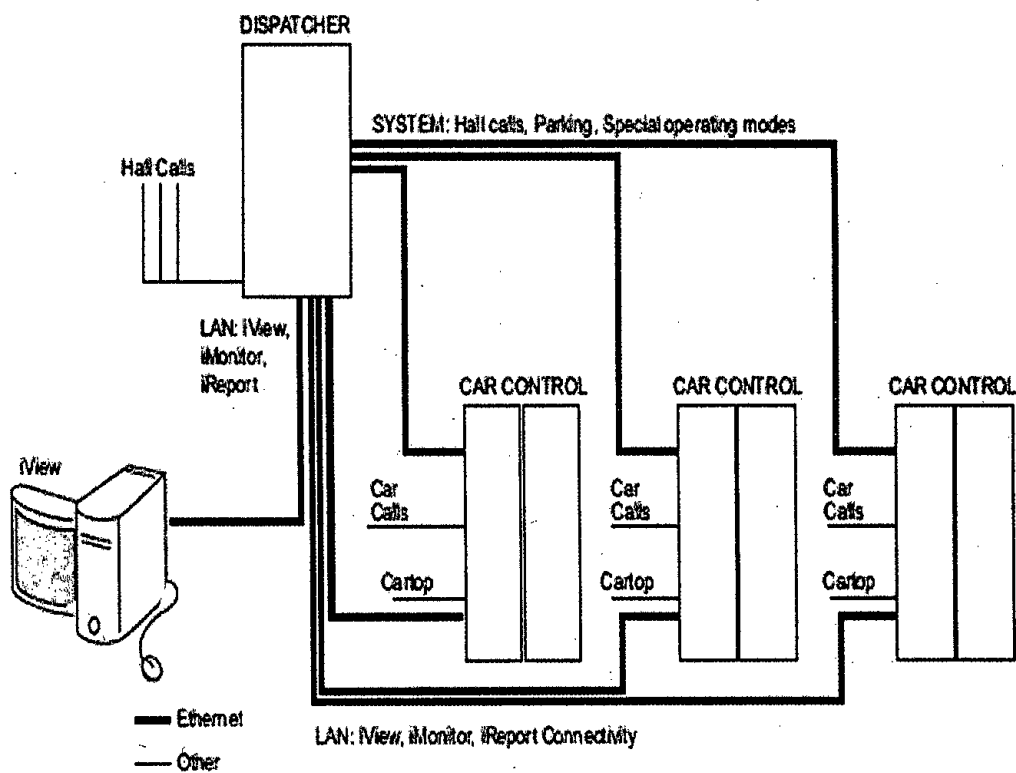 DISPATCHER
SYSTEM: Hall calls, Parking, Special operating modes
Hall Calls
LAN: iView,
iMonitor,
iReport
CAR CONTROL
CAR CONTROL
CAR CONTROL
iView
Car
Calls
Car
Calls
Car
Calls
Cartop
Cartop
Cartop
Ethernet
LAN: iView, iMonitor, iReport Connectivity
Other